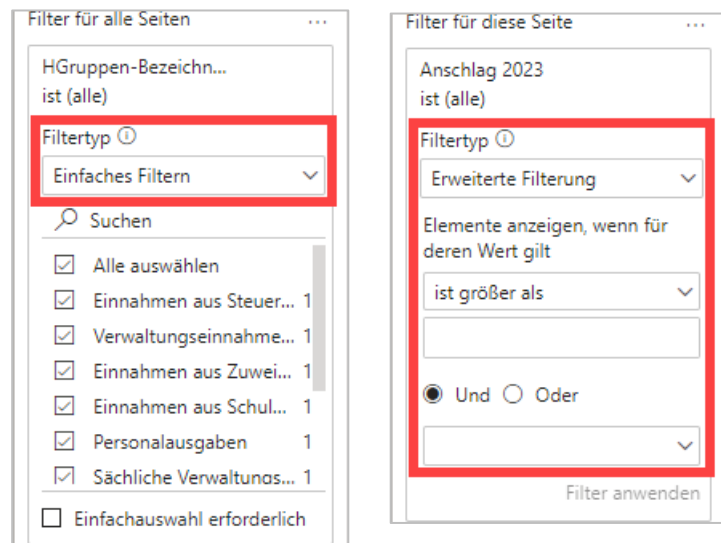 Filter für alle Seiten ...
HGruppen-Bezeichn...
ist (alle)
Filtertyp
Einfaches Filtern
Suchen
Alle auswählen
Einnahmen aus Steuer... 1
Verwaltungseinnahme... 1
Einnahmen aus Zuwei... 1
Einnahmen aus Schul... 1
Personalausgaben 1
Sächliche Verwaltungs... 1
Einfachauswahl erforderlich
Filter für diese Seite ...
Anschlag 2023
ist (alle)
Filtertyp
Erweiterte Filterung
Elemente anzeigen, wenn für
deren Wert gilt
ist größer als
Und Oder
Filter anwenden